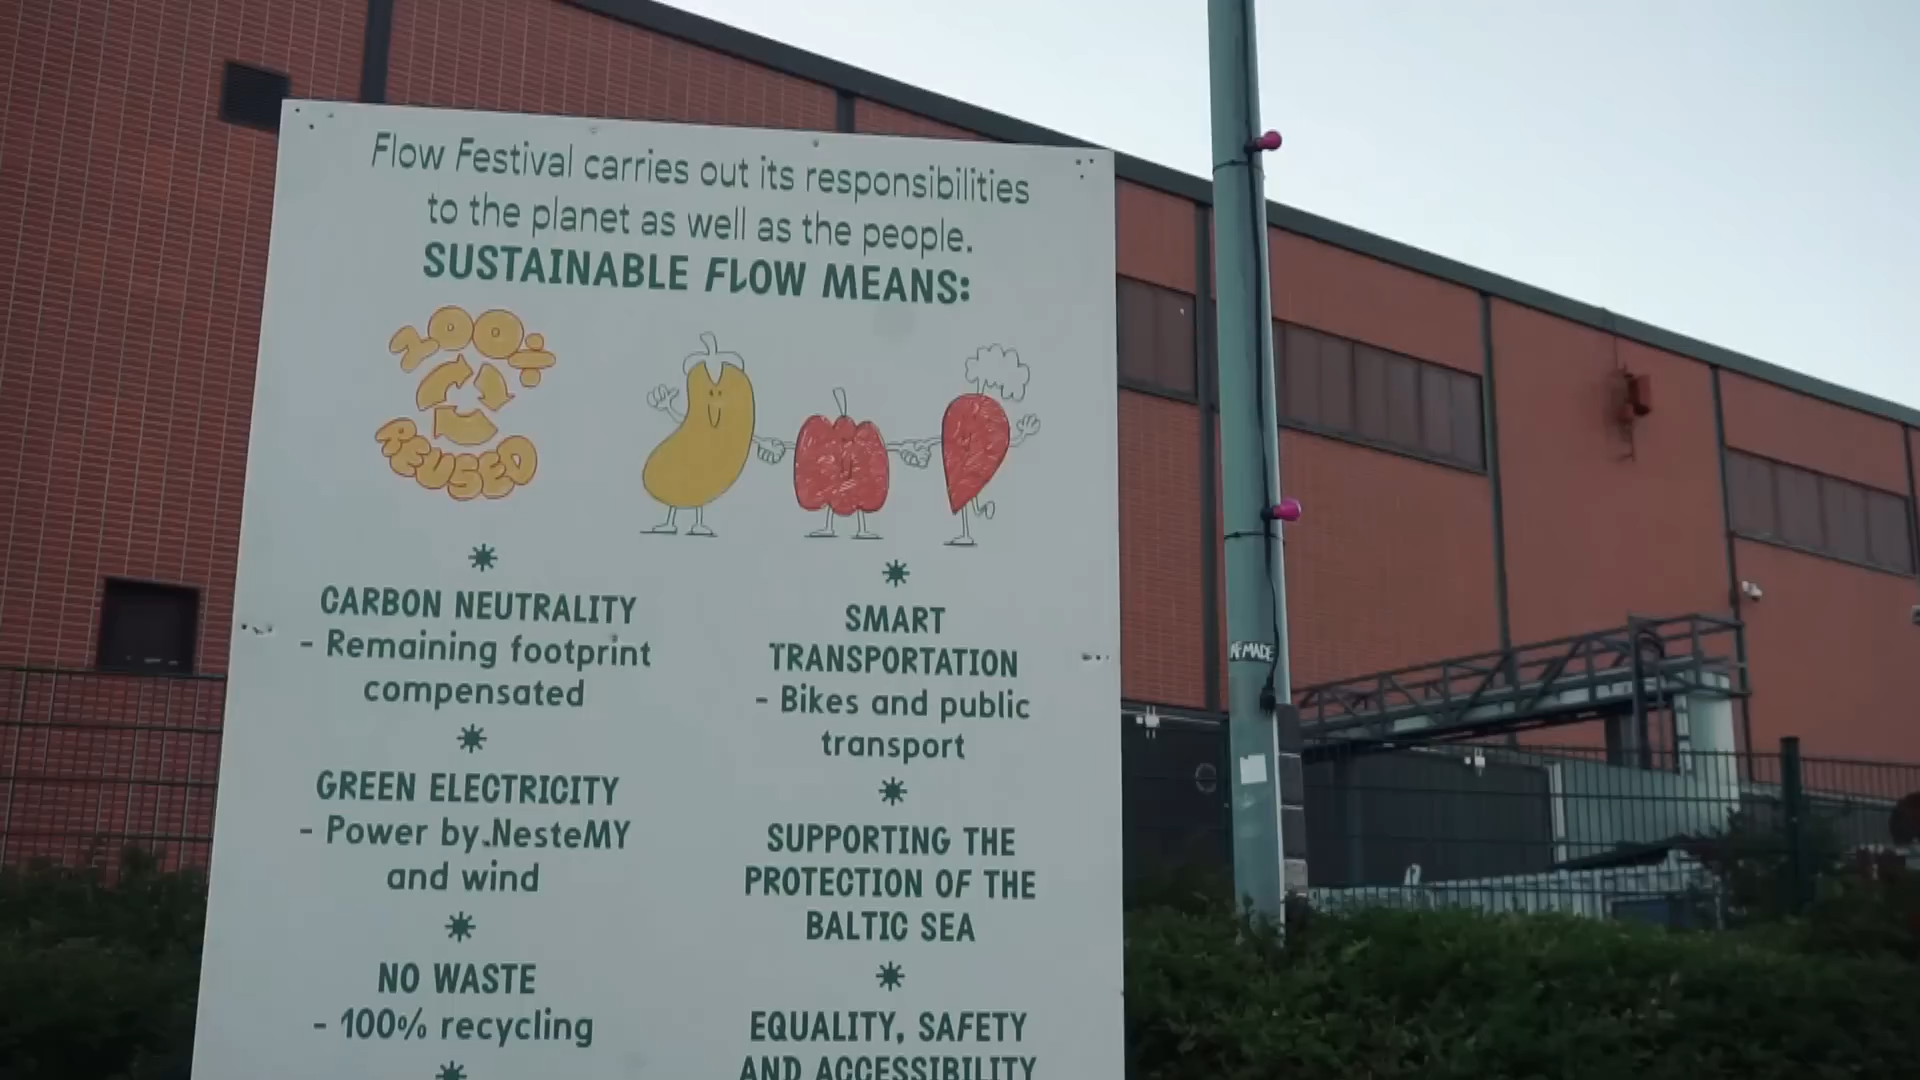 Flow Festival carries out its responsibilities
to the planet as well as the people.
SUSTAINABLE FLOW MEANS:
100%
REUSED
CARBON NEUTRALITY
- Remaining footprint
compensated
GREEN ELECTRICITY
- Power by NesteMY
and wind
NO WASTE
- 100% recycling
SMART
TRANSPORTATION
- Bikes and public
transport
SUPPORTING THE
PROTECTION OF THE
BALTIC SEA
EQUALITY, SAFETY
AND ACCESSIBILITY